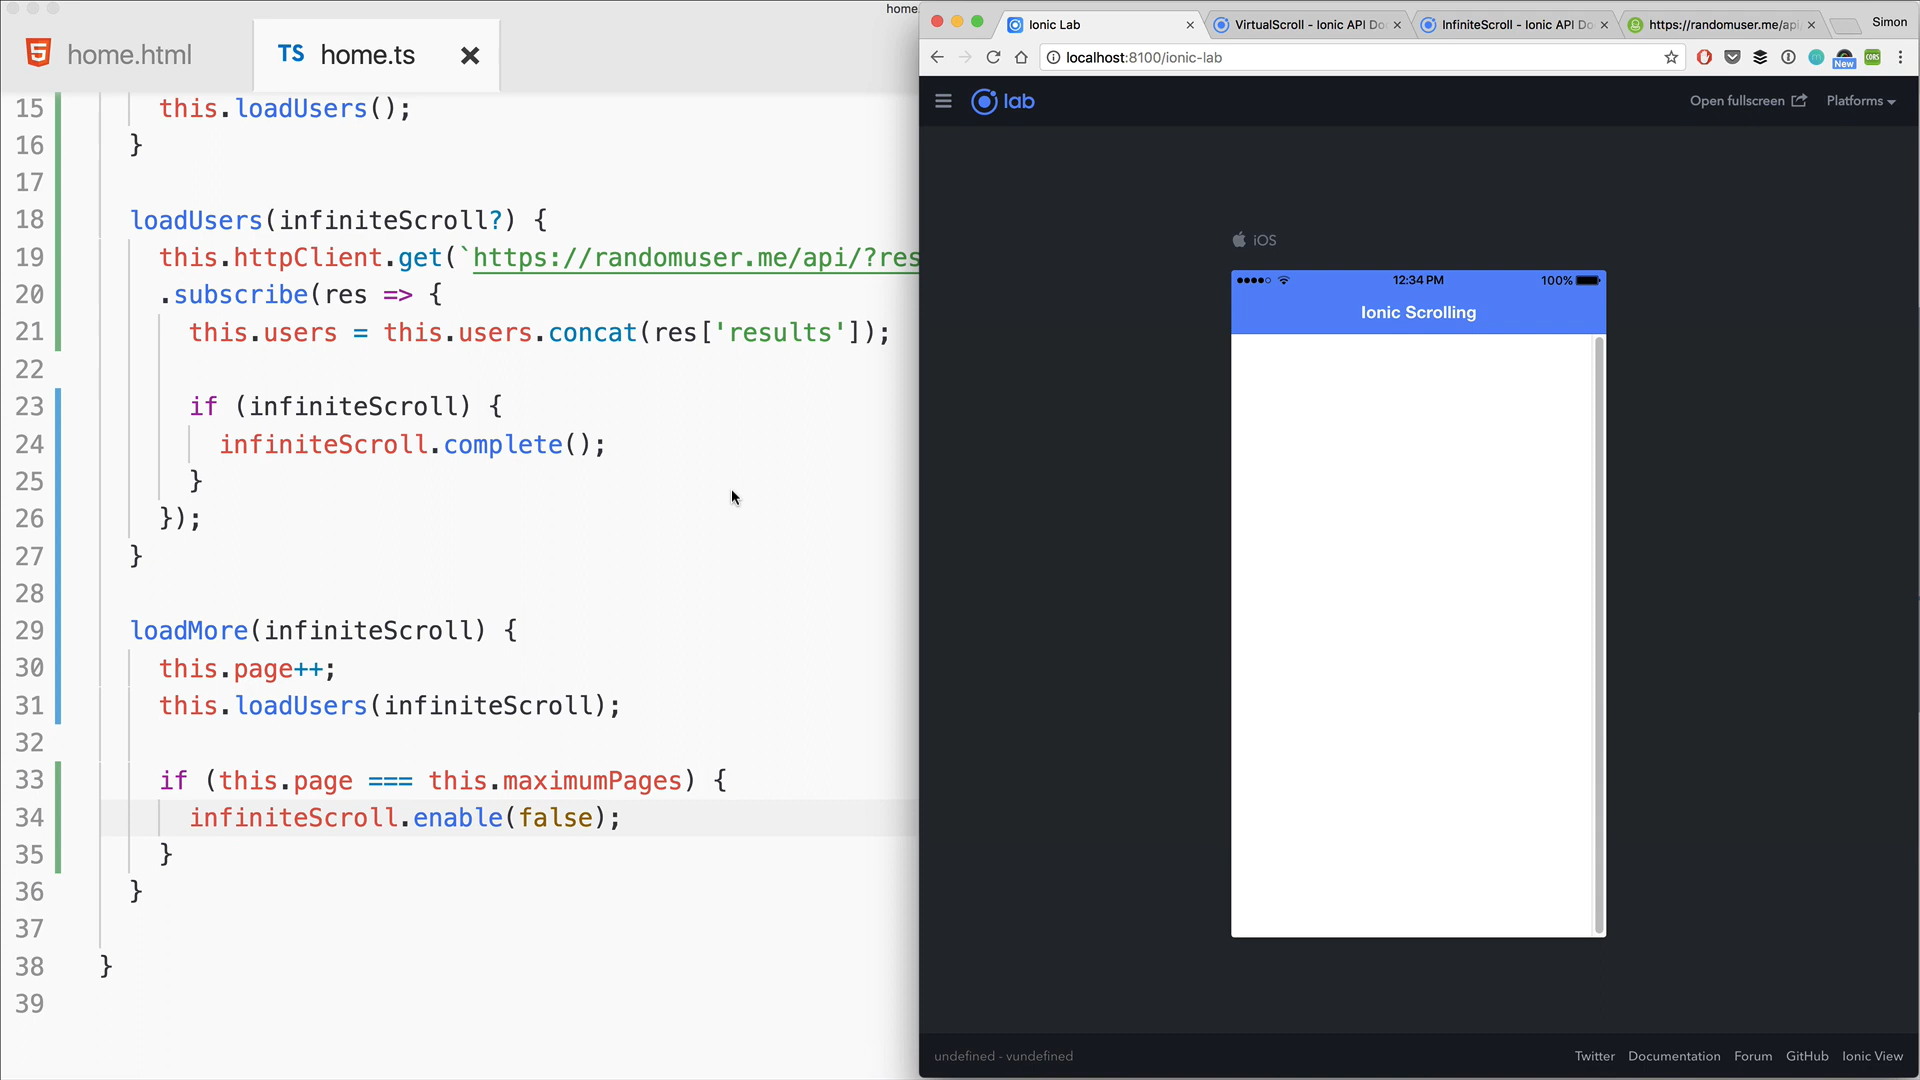 home.
home.html
TS home.ts
15 this.loadUsers();
16 }
17
18 loadUsers(infiniteScroll?) {
19 this.httpClient.get(`https://randomuser.me/api/?res
20 .subscribe(res => {
21 this.users = this.users.concat(res['results']);
22
23 if (infiniteScroll) {
24 infiniteScroll.complete();
25 }
26 });
27 }
28
29 loadMore(infiniteScroll) {
30 this.page++;
31 this.loadUsers(infiniteScroll);
32
33 if (this.page === this.maximumPages) {
34 infiniteScroll.enable(false);
35 }
36 }
37
38 }
39
Ionic Lab
VirtualScroll - Ionic API Do
InfiniteScroll - Ionic API Do
https://randomuser.me/api
Simon
localhost:8100/ionic-lab
New
CORS
lab
Open fullscreen
Platforms
iOS
12:34 PM
100%
Ionic Scrolling
undefined - vundefined
Twitter Documentation Forum GitHub Ionic View